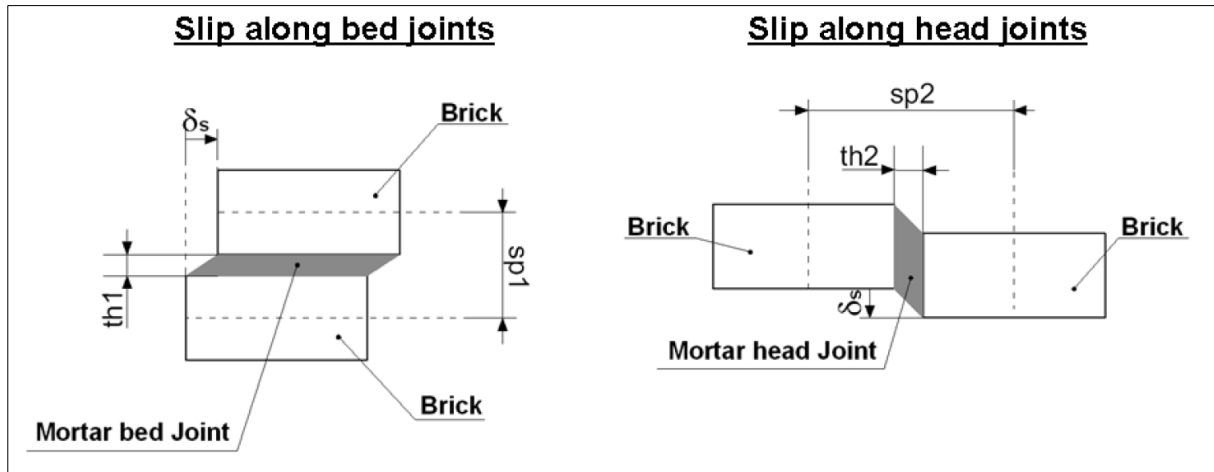 Slip along bed joints
δs
Brick
th1
sp1
Brick
Mortar bed Joint
Slip along head joints
sp2
th2
Brick
Brick
δs
Mortar head Joint